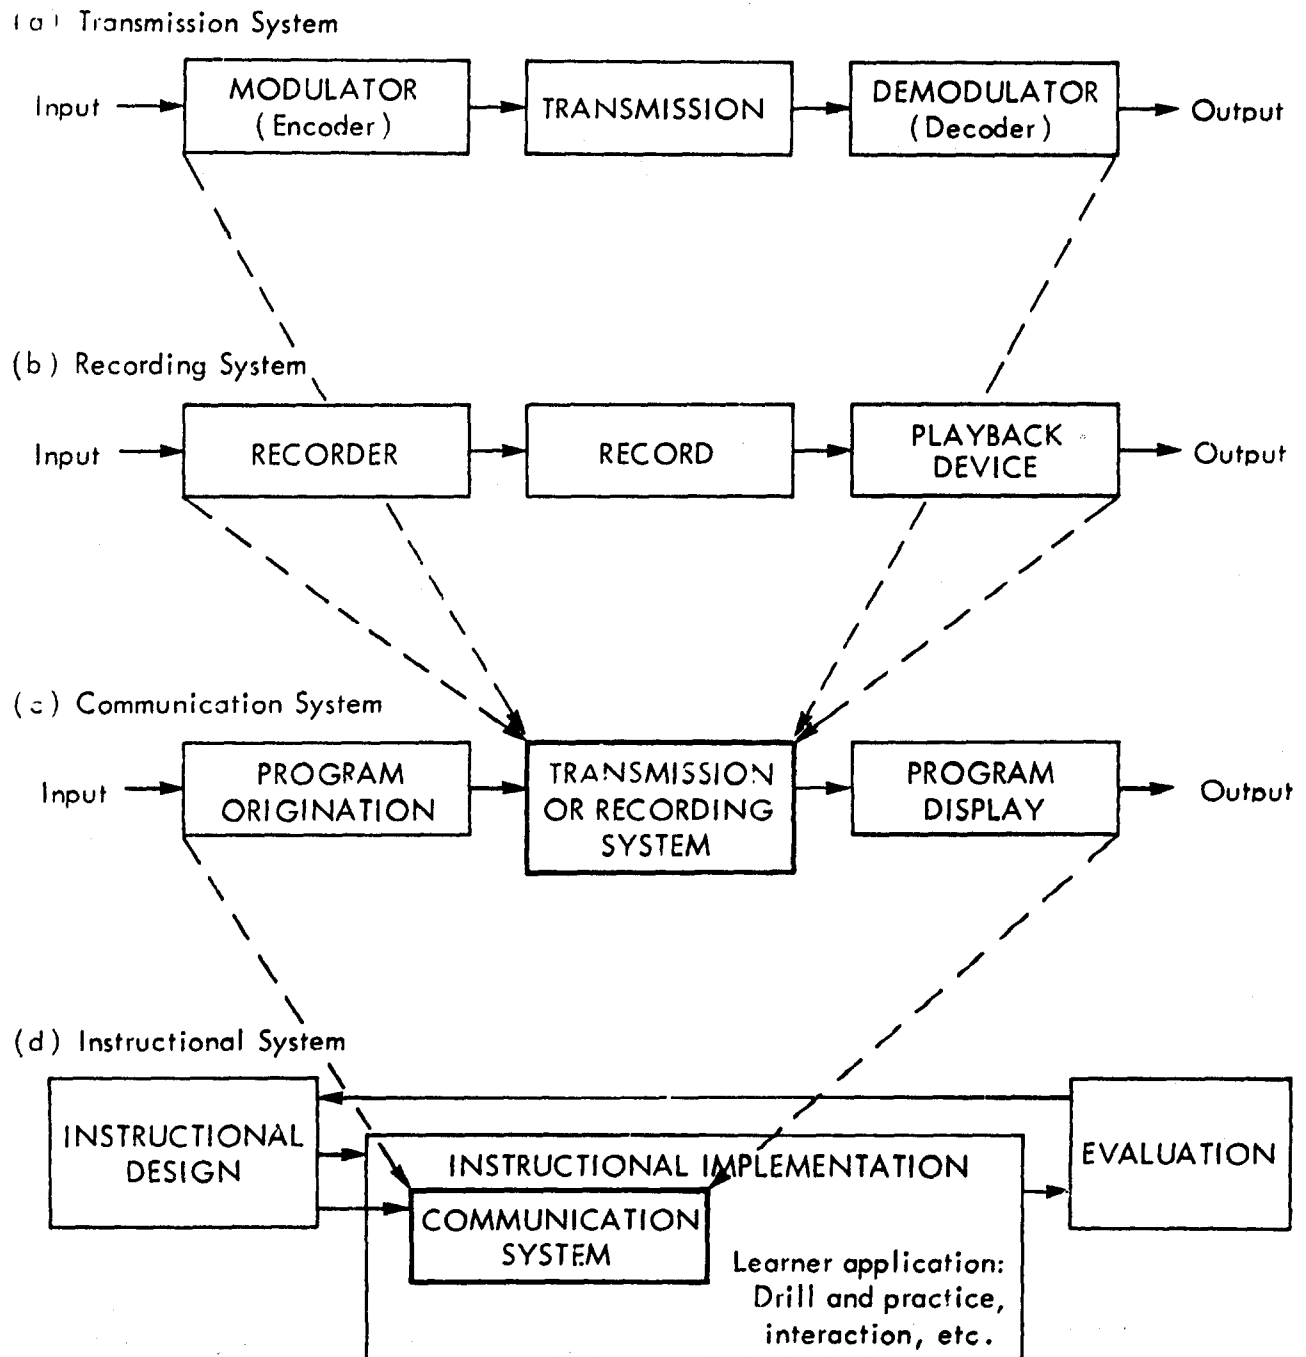 (a) Transmission System
Input
MODULATOR
(Encoder)
TRANSMISSION
DEMODULATOR
(Decoder)
Output
(b) Recording System
Input
RECORDER
RECORD
PLAYBACK
DEVICE
Output
(c) Communication System
Input
PROGRAM
ORIGINATION
TRANSMISSION
OR RECORDING
SYSTEM
PROGRAM
DISPLAY
Output
(d) Instructional System
INSTRUCTIONAL
DESIGN
INSTRUCTIONAL IMPLEMENTATION
COMMUNICATION
SYSTEM
Learner application:
Drill and practice,
interaction, etc.
EVALUATION